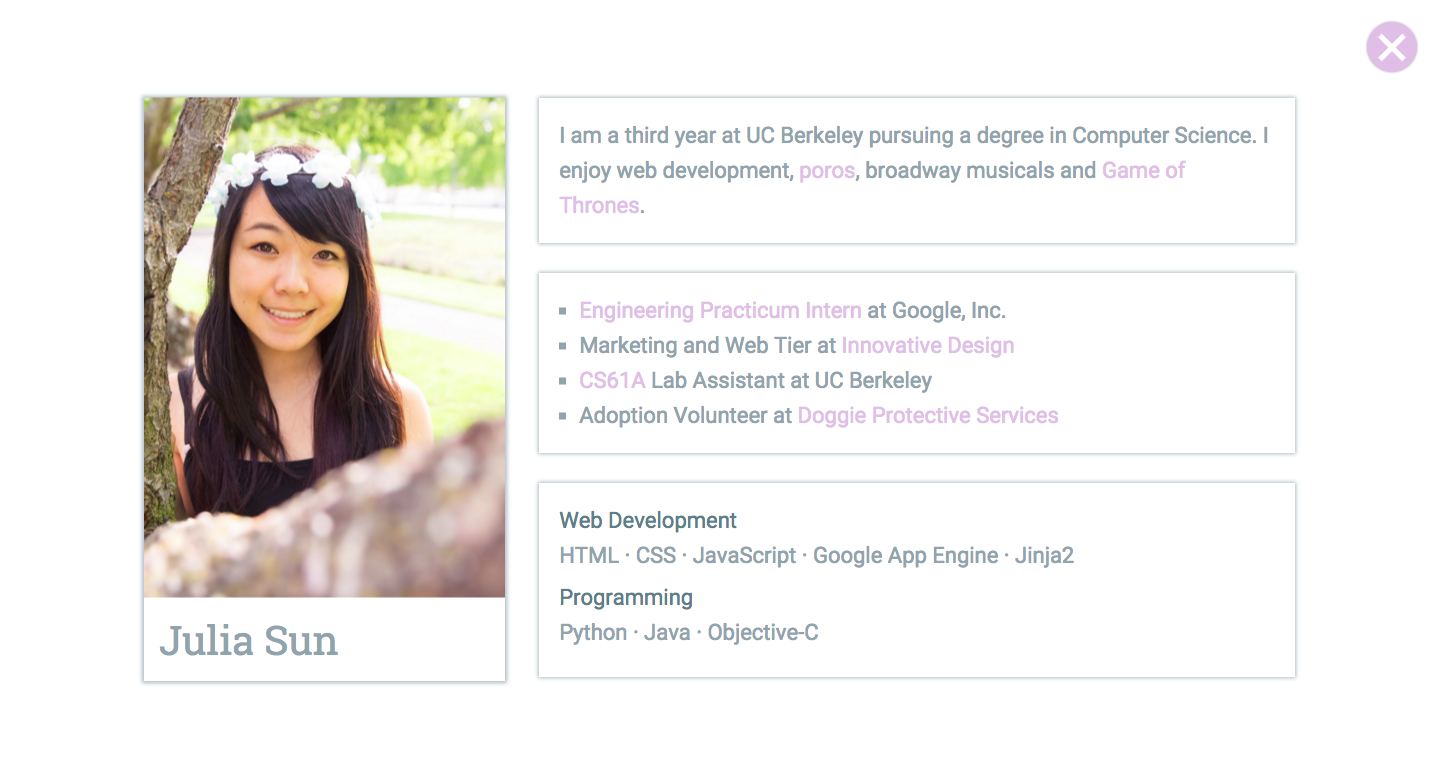 I am a third year at UC Berkeley pursuing a degree in Computer Science. I
enjoy web development, poros, broadway musicals and Game of
Thrones.
Engineering Practicum Intern at Google, Inc.
Marketing and Web Tier at Innovative Design
CS61A Lab Assistant at UC Berkeley
Adoption Volunteer at Doggie Protective Services
Web Development
HTML · CSS · JavaScript · Google App Engine · Jinja2
Programming
Python · Java · Objective-C
Julia Sun